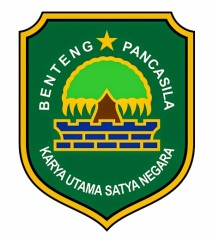 BENTENG PANCASILA
KARYA UTAMA SATYA NEGARA